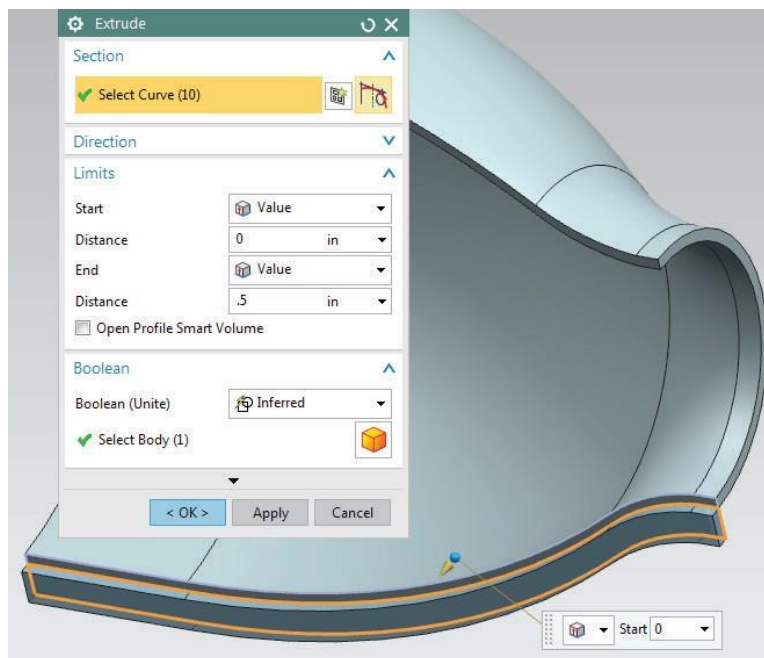 Extrude
Section
Select Curve (10)
Direction
Limits
Start Value
Distance 0 in
End Value
Distance .5 in
Open Profile Smart Volume
Boolean
Boolean (Unite) Inferred
Select Body (1)
< OK > Apply Cancel
Start 0